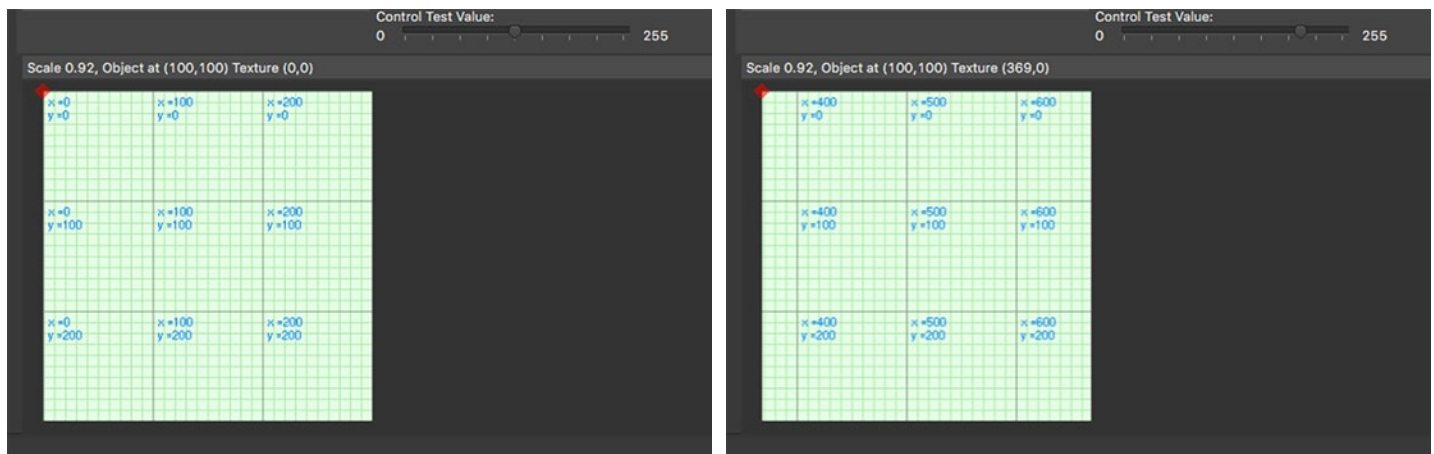 Control Test Value:
0 255
Scale 0.92, Object at (100,100) Texture (0,0)
x=0 x=100 x=200
y=0 y=0 y=0
x=0 x=100 x=200
y=100 y=100 y=100
x=0 x=100 x=200
y=200 y=200 y=200
Control Test Value:
0 255
Scale 0.92, Object at (100,100) Texture (369,0)
x=400 x=500 x=600
y=0 y=0 y=0
x=400 x=500 x=600
y=100 y=100 y=100
x=400 x=500 x=600
y=200 y=200 y=200